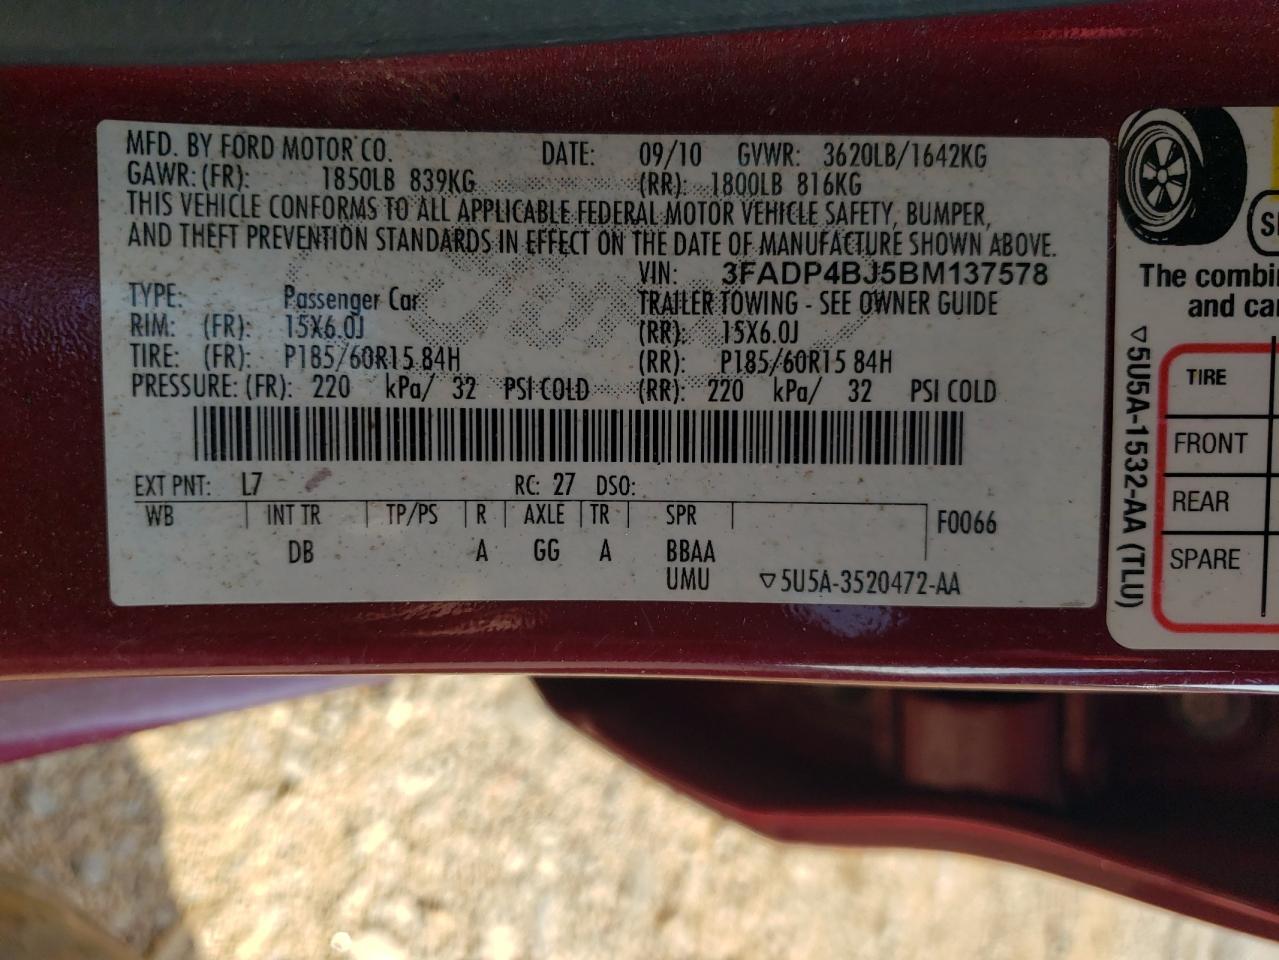 MFD. BY FORD MOTOR CO. DATE: 09/10 GVWR: 3620LB/1642KG
GAWR: (FR): 1850LB 839KG (RR): 1800LB 816KG
THIS VEHICLE CONFORMS TO ALL APPLICABLE FEDERAL MOTOR VEHICLE SAFETY, BUMPER,
AND THEFT PREVENTION STANDARDS IN EFFECT ON THE DATE OF MANUFACTURE SHOWN ABOVE.
VIN: 3FADP4BJ5BM137578
TYPE: Passenger Car TRAILER TOWING - SEE OWNER GUIDE
RIM: (FR): 15X6.0J (RR): 15X6.0J
TIRE: (FR): P185/60R15 84H (RR): P185/60R15 84H
PRESSURE: (FR): 220 kPa/ 32 PSI COLD (RR): 220 kPa/ 32 PSI COLD
EXT PNT: L7 RC: 27 DSO:
WB INT TR TP/PS R AXLE TR SPR F0066
DB A GG A BBAA
UMU ▽5U5A-3520472-AA
The combin
and car
▽5U5A-1532-AA (TLU)
TIRE
FRONT
REAR
SPARE